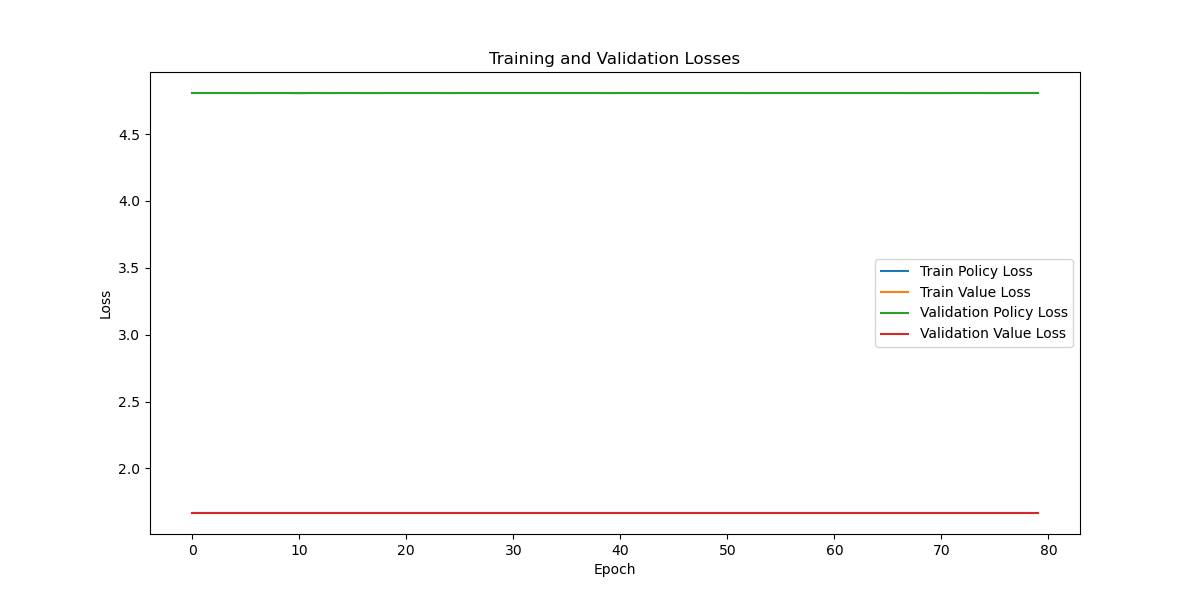 Training and Validation Losses
4.5
4.0
3.5
3.0
2.5
2.0
Loss
Train Policy Loss
Train Value Loss
Validation Policy Loss
Validation Value Loss
0 10 20 30 40 50 60 70 80
Epoch